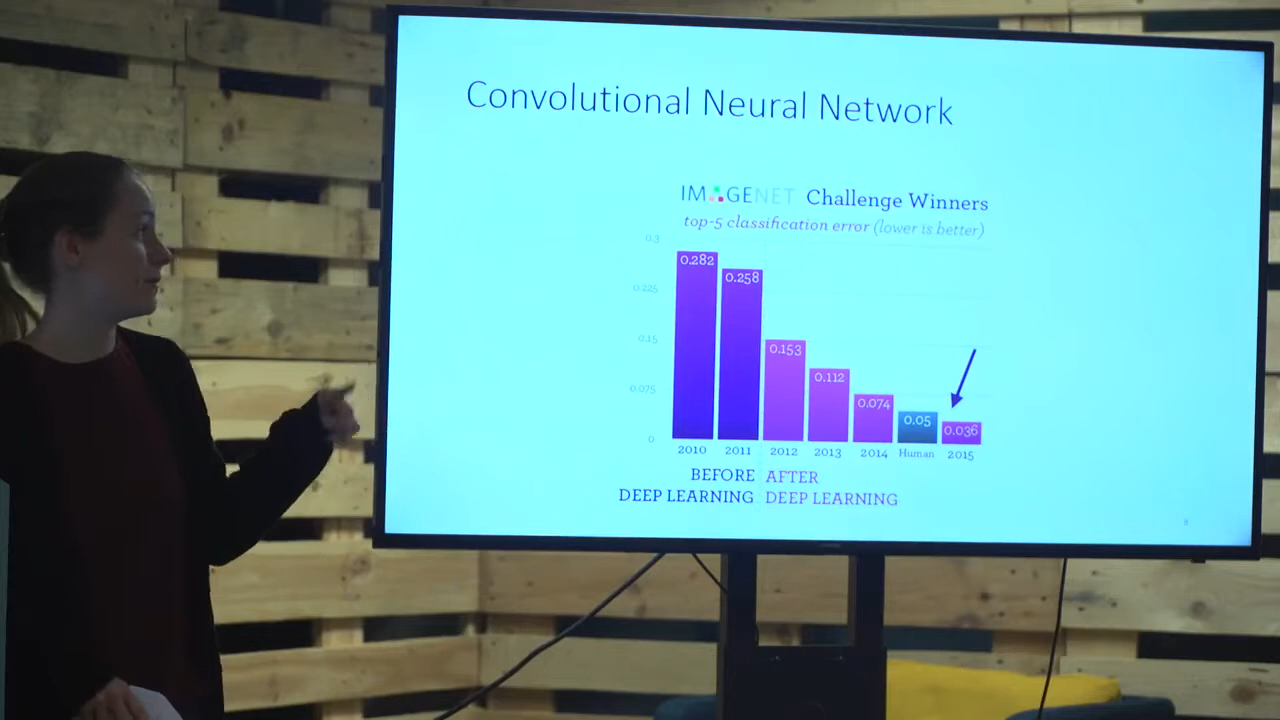 Convolutional Neural Network
IMAGENET Challenge Winners
top-5 classification error (lower is better)
0.3
0.225
0.15
0.075
0
0.282
0.258
0.153
0.112
0.074
0.05
0.036
2010 2011 2012 2013 2014 Human 2015
BEFORE AFTER
DEEP LEARNING DEEP LEARNING
8